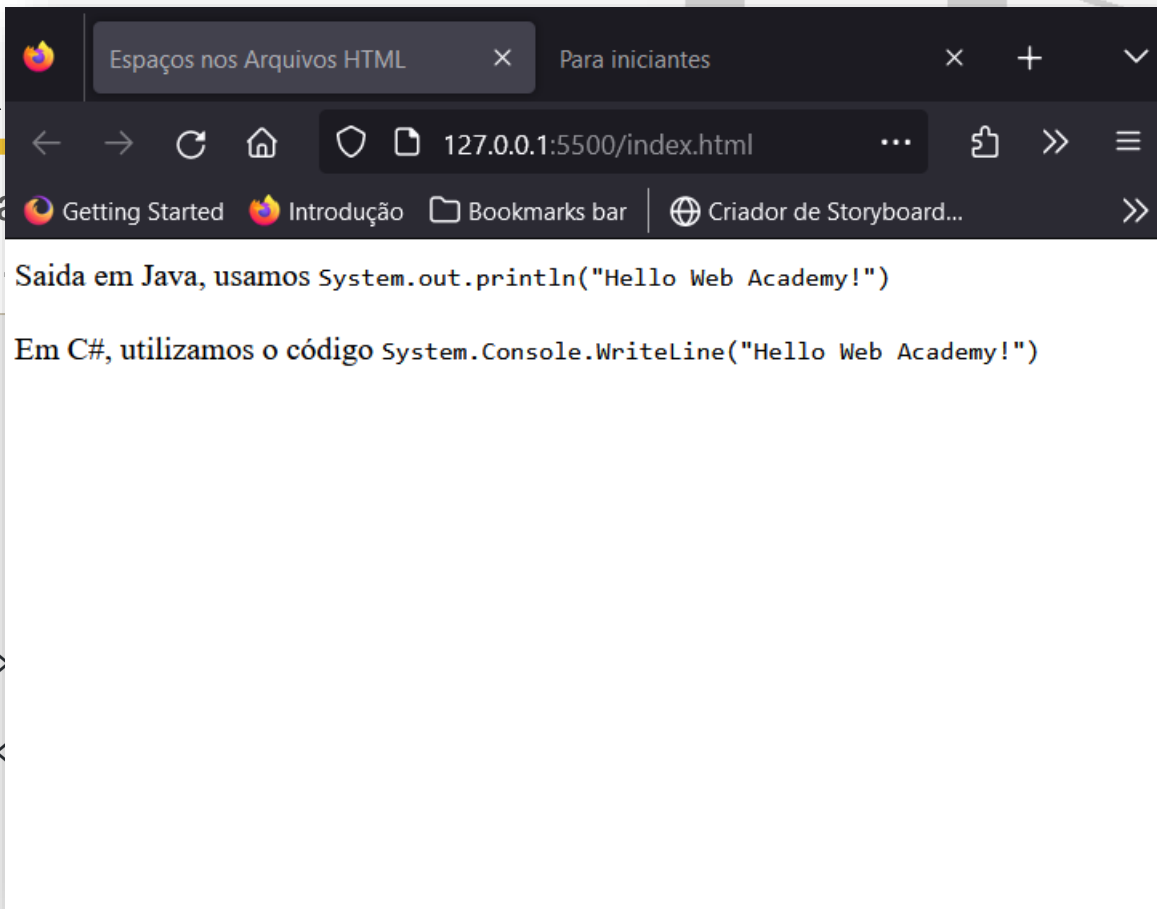 Espaços nos Arquivos HTML
Para iniciantes
127.0.0.1:5500/index.html
Getting Started Introdução Bookmarks bar Criador de Storyboard...
Saida em Java, usamos System.out.println("Hello Web Academy!")
Em C#, utilizamos o código System.Console.WriteLine("Hello Web Academy!")